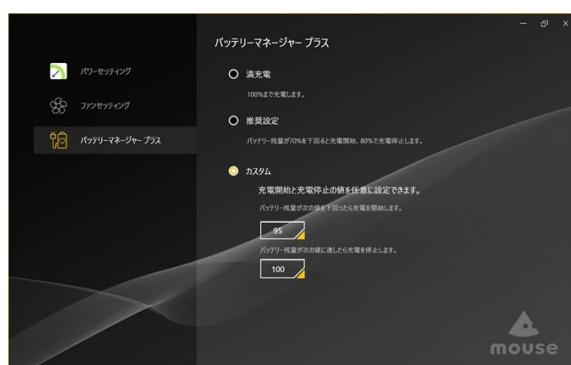 バッテリーマネージャー プラス
パワーセッティング
ファンセッティング
バッテリーマネージャー プラス
満充電
100%まで充電します。
推奨設定
バッテリー残量が70%を下回ると充電開始、80%で充電停止します。
カスタム
充電開始と充電停止の値を任意に設定できます。
バッテリー残量が次の値を下回ったら充電を開始します。
95
バッテリー残量が次の値に達したら充電を停止します。
100
mouse